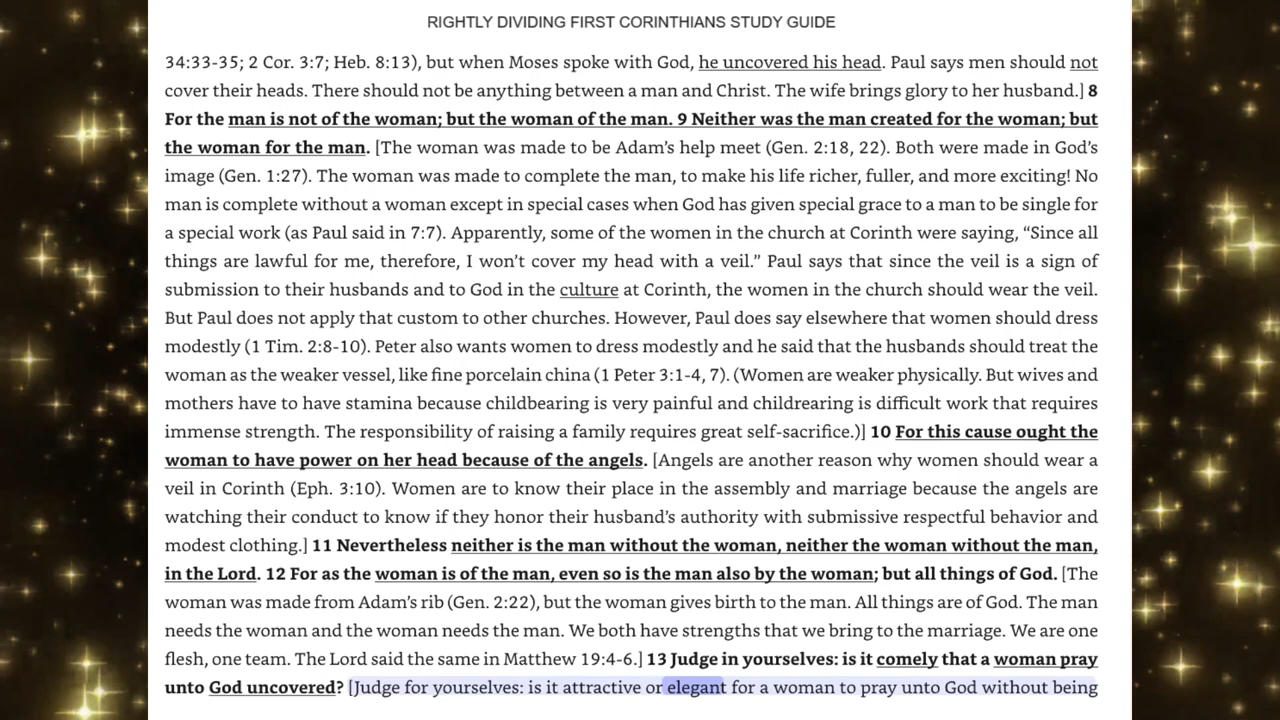 RIGHTLY DIVIDING FIRST CORINTHIANS STUDY GUIDE
34:33-35; 2 Cor. 3:7; Heb. 8:13), but when Moses spoke with God, he uncovered his head. Paul says men should not
cover their heads. There should not be anything between a man and Christ. The wife brings glory to her husband.] 8
For the man is not of the woman; but the woman of the man. 9 Neither was the man created for the woman; but
the woman for the man. [The woman was made to be Adam’s help meet (Gen. 2:18, 22). Both were made in God’s
image (Gen. 1:27). The woman was made to complete the man, to make his life richer, fuller, and more exciting! No
man is complete without a woman except in special cases when God has given special grace to a man to be single for
a special work (as Paul said in 7:7). Apparently, some of the women in the church at Corinth were saying, “Since all
things are lawful for me, therefore, I won’t cover my head with a veil.” Paul says that since the veil is a sign of
submission to their husbands and to God in the culture at Corinth, the women in the church should wear the veil.
But Paul does not apply that custom to other churches. However, Paul does say elsewhere that women should dress
modestly (1 Tim. 2:8-10). Peter also wants women to dress modestly and he said that the husbands should treat the
woman as the weaker vessel, like fine porcelain china (1 Peter 3:1-4, 7). (Women are weaker physically. But wives and
mothers have to have stamina because childbearing is very painful and childrearing is difficult work that requires
immense strength. The responsibility of raising a family requires great self-sacrifice.)] 10 For this cause ought the
woman to have power on her head because of the angels. [Angels are another reason why women should wear a
veil in Corinth (Eph. 3:10). Women are to know their place in the assembly and marriage because the angels are
watching their conduct to know if they honor their husband’s authority with submissive respectful behavior and
modest clothing.] 11 Nevertheless neither is the man without the woman, neither the woman without the man,
in the Lord. 12 For as the woman is of the man, even so is the man also by the woman; but all things of God. [The
woman was made from Adam’s rib (Gen. 2:22), but the woman gives birth to the man. All things are of God. The man
needs the woman and the woman needs the man. We both have strengths that we bring to the marriage. We are one
flesh, one team. The Lord said the same in Matthew 19:4-6.] 13 Judge in yourselves: is it comely that a woman pray
unto God uncovered? [Judge for yourselves: is it attractive or elegant for a woman to pray unto God without being